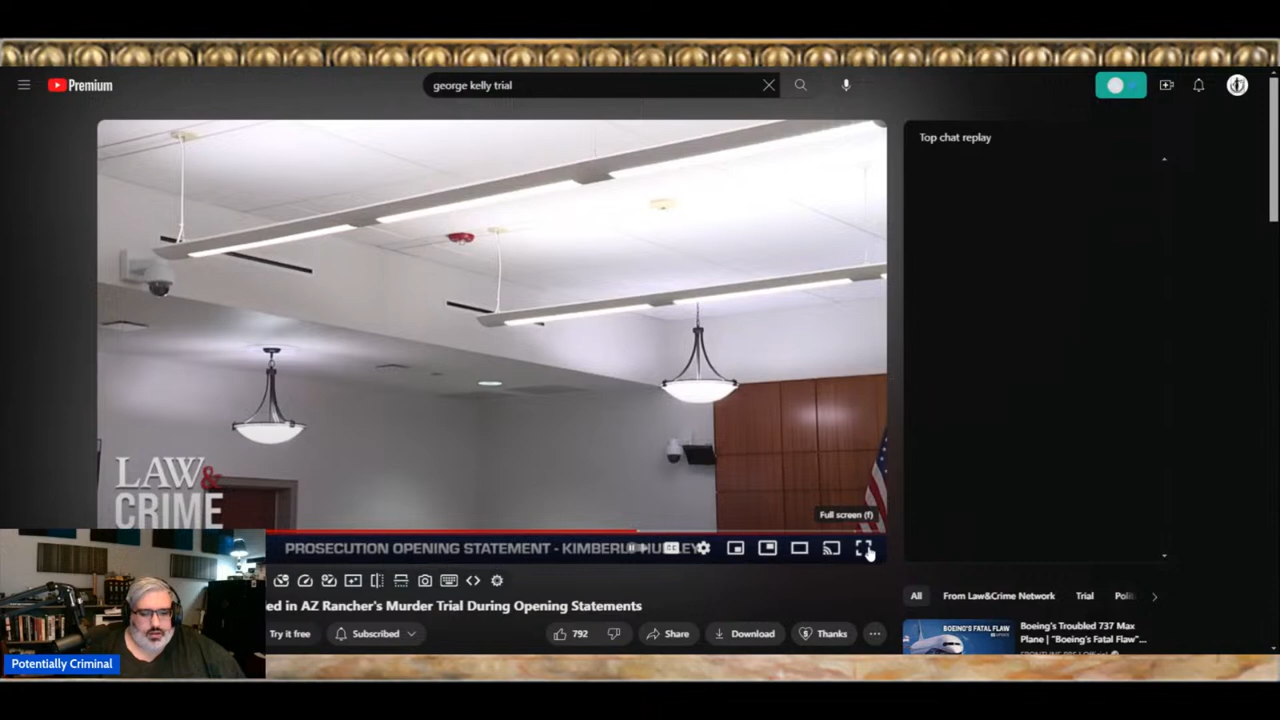 Premium
george kelly trial
Top chat replay
LAW&
CRIME
Full screen (f)
PROSECUTION OPENING STATEMENT - KIMBERL
CC
ed in AZ Rancher's Murder Trial During Opening Statements
Try it free
Subscribed
792
Share
Download
Thanks
All
From Law&Crime Network
Trial
BOEING'S FATAL FLAW
Boeing's Troubled 737 Max
Plane | "Boeing's Fatal Flaw"...
Potentially Criminal